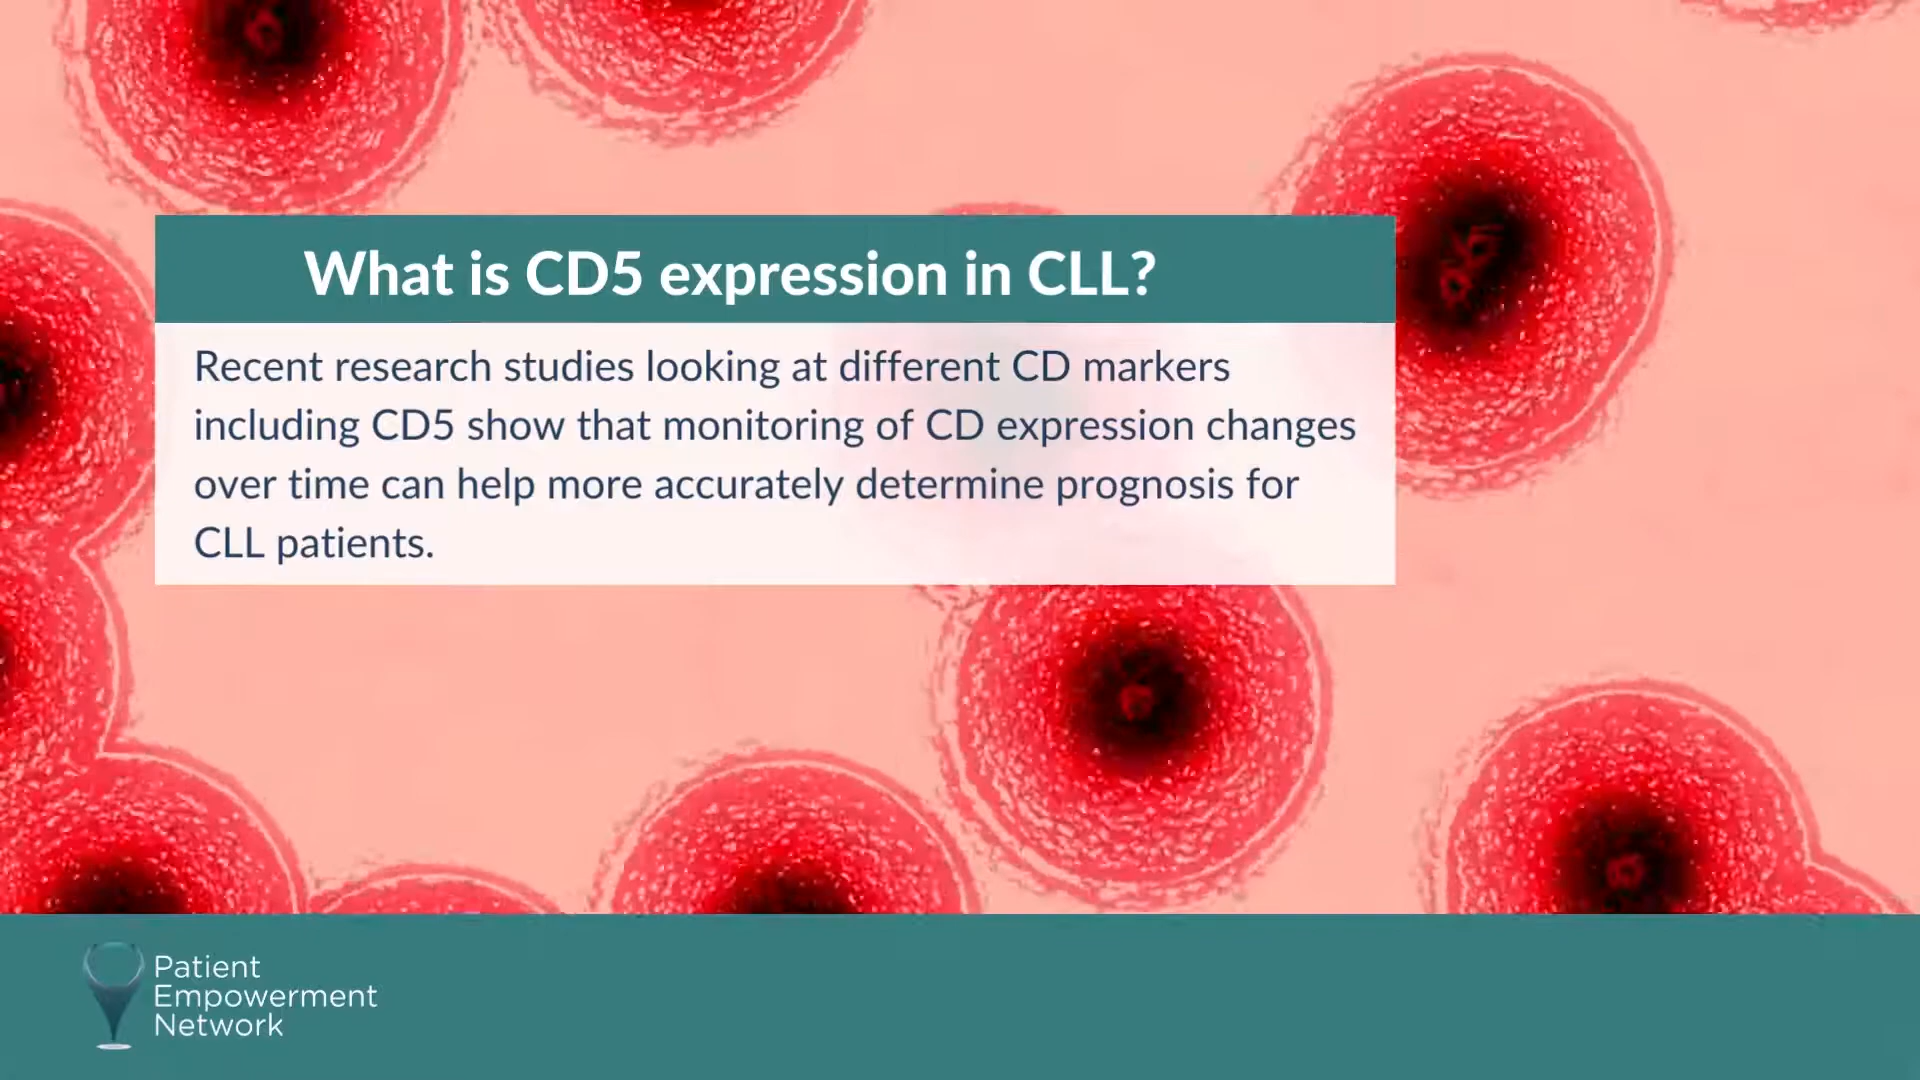 What is CD5 expression in CLL?
Recent research studies looking at different CD markers
including CD5 show that monitoring of CD expression changes
over time can help more accurately determine prognosis for
CLL patients.
Patient
Empowerment
Network